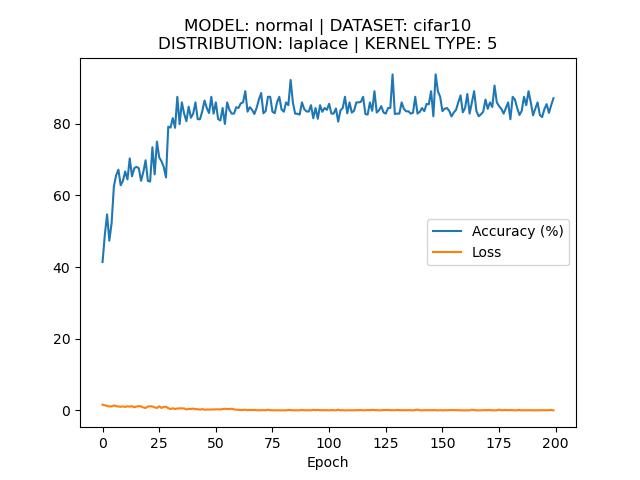 MODEL: normal | DATASET: cifar10
DISTRIBUTION: laplace | KERNEL TYPE: 5
80
60
40
20
0
Accuracy (%)
Loss
0 25 50 75 100 125 150 175 200
Epoch